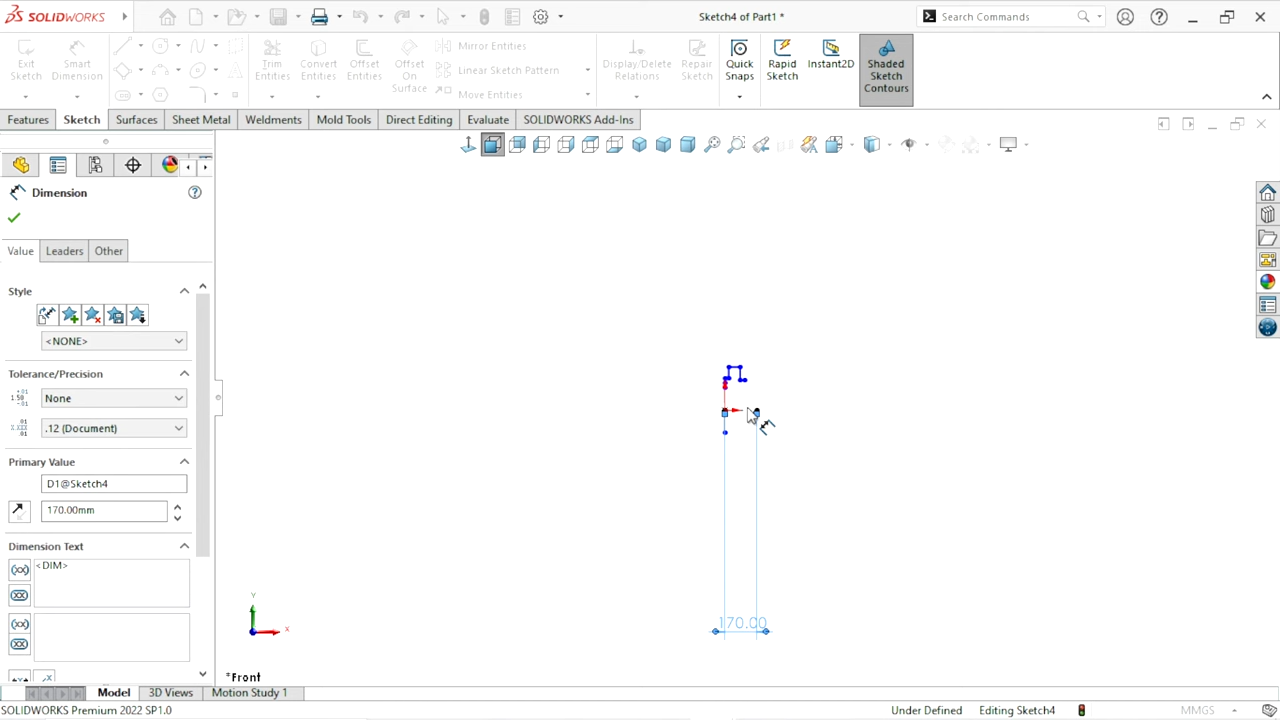 SOLIDWORKS
Sketch4 of Part1 *
Search Commands
Exit Sketch
Smart Dimension
Trim Entities
Convert Entities
Offset Entities
Offset On Surface
Mirror Entities
Linear Sketch Pattern
Move Entities
Display/Delete Relations
Repair Sketch
Quick Snaps
Rapid Sketch
Instant2D
Shaded Sketch Contours
Features
Sketch
Surfaces
Sheet Metal
Weldments
Mold Tools
Direct Editing
Evaluate
SOLIDWORKS Add-Ins
Dimension
Value
Leaders
Other
Style
<NONE>
Tolerance/Precision
None
.12 (Document)
Primary Value
D1@Sketch4
170.00mm
Dimension Text
<DIM>
170.00
Y
X
*Front
Model
3D Views
Motion Study 1
SOLIDWORKS Premium 2022 SP1.0
Under Defined
Editing Sketch4
MMGS